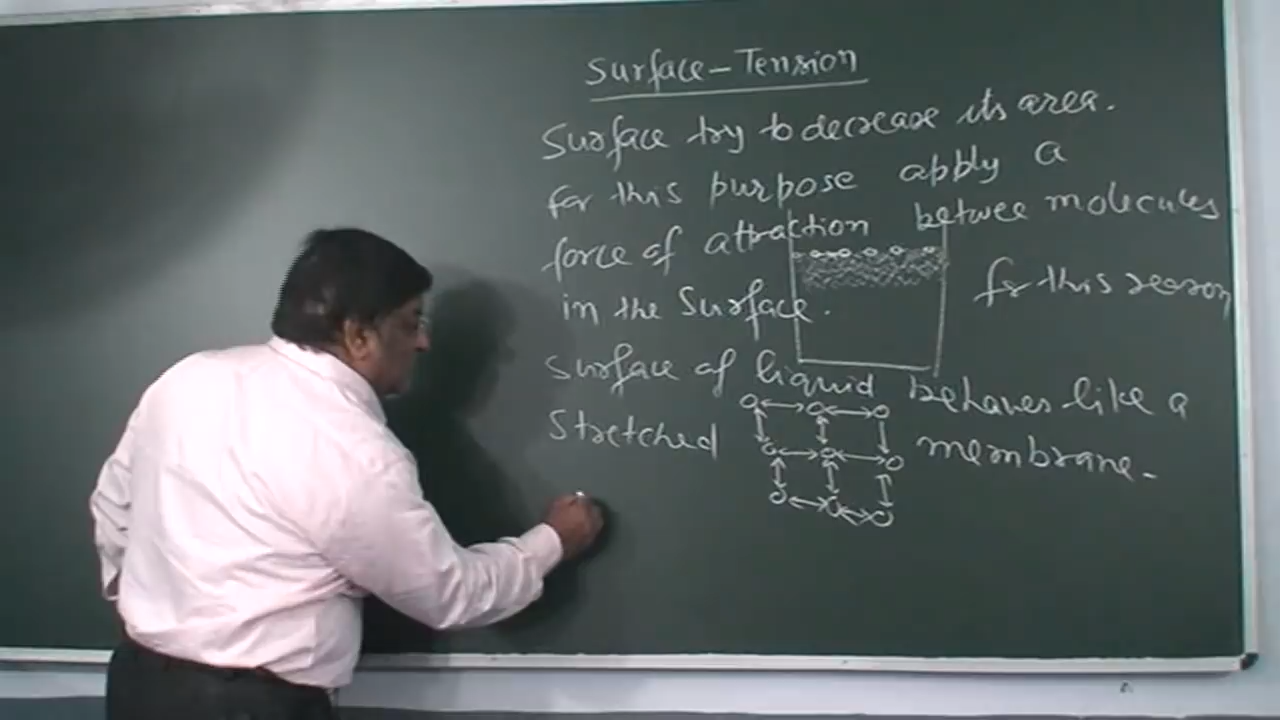 Surface-Tension
Surface try to decrease its area.
for this purpose apply a
force of attraction betwee molecules
in the Surface. for this reason
Surface of liquid behaves like a
Stretched membrane.